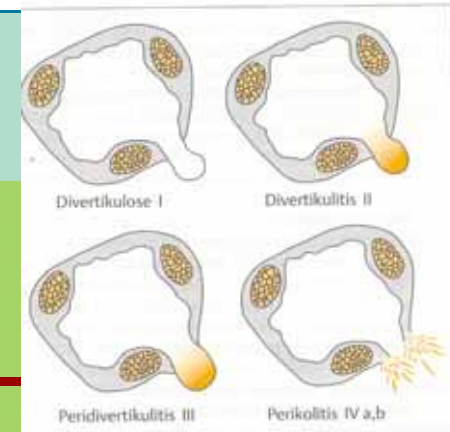 Divertikulose I
Divertikulitis II
Peridivertikulitis III
Perikolitis IV a,b